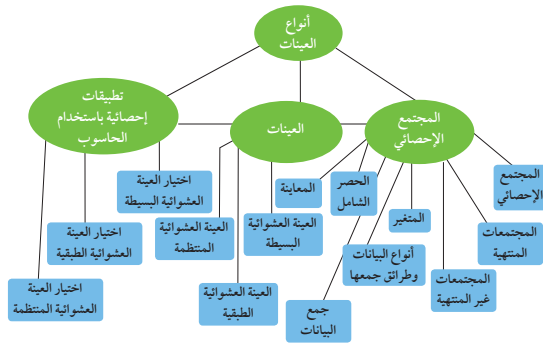 أنواع
العينات
المجتمع
الإحصائي
العينات
تطبيقات
إحصائية باستخدام
الحاسوب
المجتمع
الإحصائي
المجتمعات
المنتهية
المجتمعات
غير المنتهية
المتغير
أنواع البيانات
وطرائق جمعها
جمع
البيانات
الحصر
الشامل
المعاينة
العينة العشوائية
البسيطة
العينة العشوائية
الطبقية
العينة العشوائية
المنتظمة
اختيار العينة
العشوائية البسيطة
اختيار العينة
العشوائية الطبقية
اختيار العينة
العشوائية المنتظمة